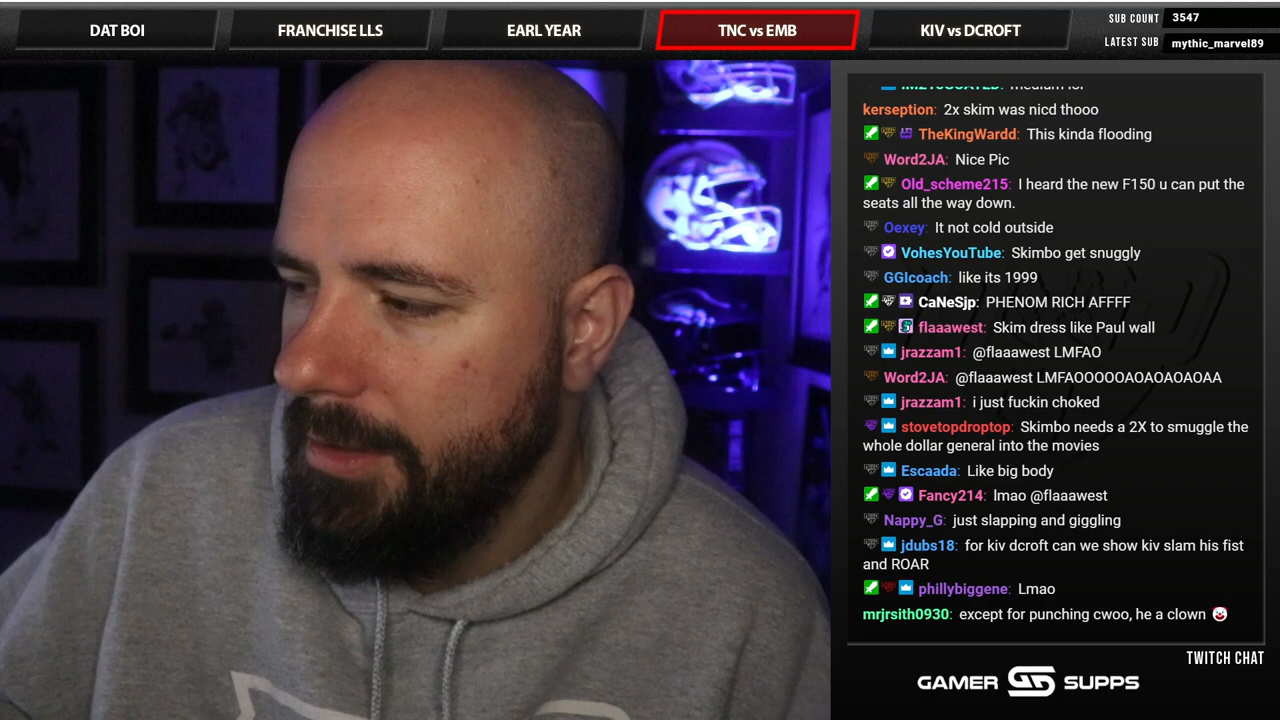 DAT BOI
FRANCHISE LLS
EARL YEAR
TNC vs EMB
KIV vs DCROFT
SUB COUNT 3547
LATEST SUB mythic_marvel89
kerseption: 2x skim was nicd thooo
TheKingWardd: This kinda flooding
Word2JA: Nice Pic
Old_scheme215: I heard the new F150 u can put the
seats all the way down.
Oexey: It not cold outside
VohesYouTube: Skimbo get snuggly
GGIcoach: like its 1999
CaNeSjp: PHENOM RICH AFFFF
flaaawest: Skim dress like Paul wall
jrazzam1: @flaaawest LMFAO
Word2JA: @flaaawest LMFAOOOOOAOAOAOAOAA
jrazzam1: i just fuckin choked
stovetopdroptop: Skimbo needs a 2X to smuggle the
whole dollar general into the movies
Escaada: Like big body
Fancy214: lmao @flaaawest
Nappy_G: just slapping and giggling
jdubs18: for kiv dcroft can we show kiv slam his fist
and ROAR
phillybiggene: Lmao
mrjrsith0930: except for punching cwoo, he a clown 🤡
TWITCH CHAT
GAMER SUPPS